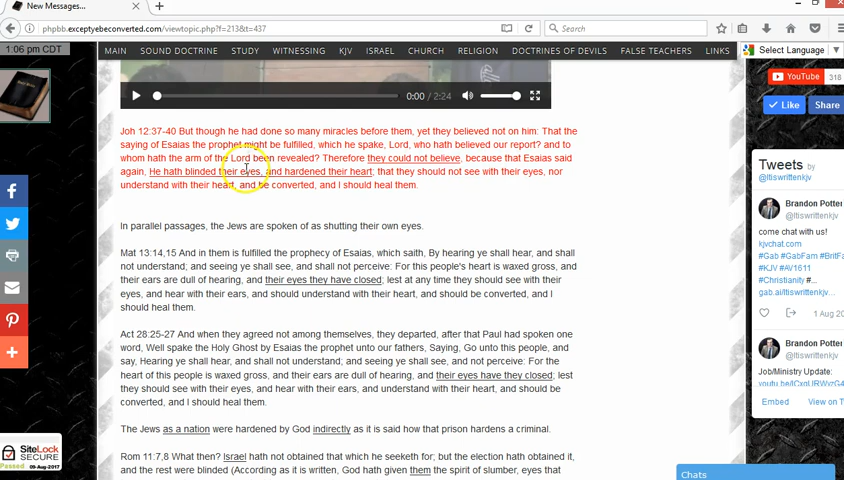 New Messages...
phpbb.exceptyebeconverted.com/viewtopic.php?f=213&t=437
Search
1:06 pm CDT
MAIN SOUND DOCTRINE STUDY WITNESSING KJV ISRAEL CHURCH RELIGION DOCTRINES OF DEVILS FALSE TEACHERS LINKS
Select Language
0:00 / 2:24
YouTube 318
Like Share
Joh 12:37-40 But though he had done so many miracles before them, yet they believed not on him: That the
saying of Esaias the prophet might be fulfilled, which he spake, Lord, who hath believed our report? and to
whom hath the arm of the Lord been revealed? Therefore they could not believe, because that Esaias said
again, He hath blinded their eyes, and hardened their heart; that they should not see with their eyes, nor
understand with their heart, and be converted, and I should heal them.
In parallel passages, the Jews are spoken of as shutting their own eyes.
Mat 13:14,15 And in them is fulfilled the prophecy of Esaias, which saith, By hearing ye shall hear, and shall
not understand; and seeing ye shall see, and shall not perceive: For this people's heart is waxed gross, and
their ears are dull of hearing, and their eyes they have closed; lest at any time they should see with their
eyes, and hear with their ears, and should understand with their heart, and should be converted, and I
should heal them.
Act 28:25-27 And when they agreed not among themselves, they departed, after that Paul had spoken one
word, Well spake the Holy Ghost by Esaias the prophet unto our fathers, Saying, Go unto this people, and
say, Hearing ye shall hear, and shall not understand; and seeing ye shall see, and not perceive: For the
heart of this people is waxed gross, and their ears are dull of hearing, and their eyes have they closed; lest
they should see with their eyes, and hear with their ears, and understand with their heart, and should be
converted, and I should heal them.
The Jews as a nation were hardened by God indirectly as it is said how that prison hardens a criminal.
Rom 11:7,8 What then? Israel hath not obtained that which he seeketh for; but the election hath obtained it,
and the rest were blinded (According as it is written, God hath given them the spirit of slumber, eyes that
Tweets
Brandon Potter
@Itiswrittenkjv
come chat with us!
kjvchat.com
#Gab #GabFam #BritF
#KJV #AV1611
#Christianity #...
gab.ai/Itiswrittenkjv...
1 Aug 20
Brandon Potter
@Itiswrittenkjv
Job/Ministry Update:
Embed View on T
SiteLock
SECURE
Passed 09-Aug-2017
Chats